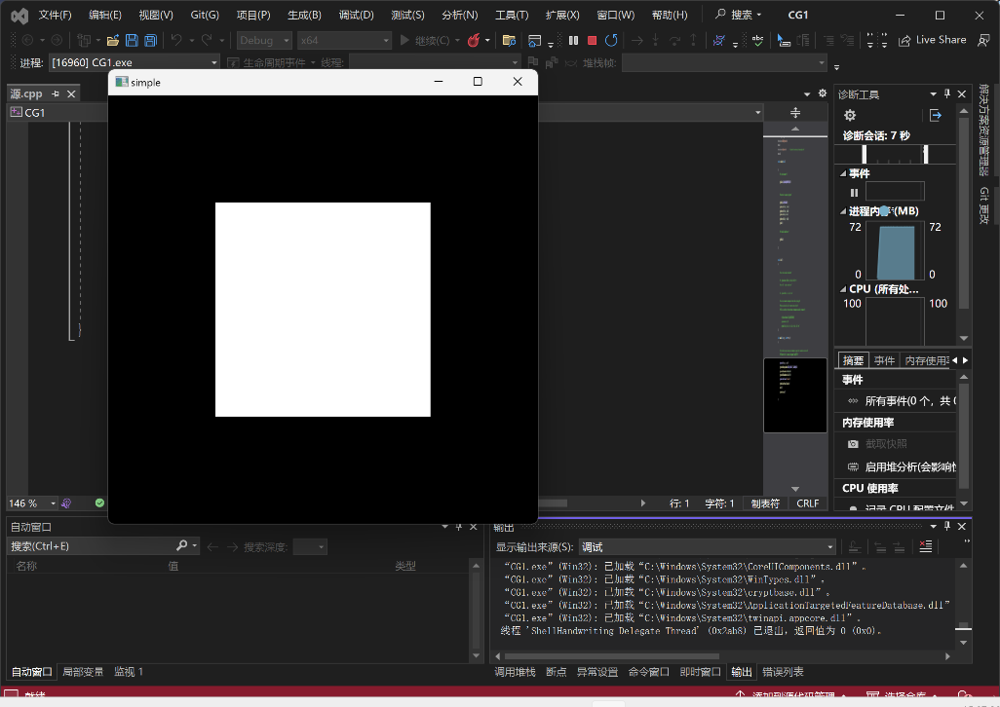 文件(F) 编辑(E) 视图(V) Git(G) 项目(P) 生成(B) 调试(D) 测试(S) 分析(N) 工具(T) 扩展(X) 窗口(W) 帮助(H) 搜索 CG1
Debug x64 继续(C) Live Share
进程: [16960] CG1.exe 生命周期事件 线程: 堆栈帧:
simple
源.cpp
CG1
}
146 %
行: 1 字符: 1 制表符 CRLF
诊断工具
诊断会话: 7 秒
事件
进程内存 (MB)
72 72
0 0
CPU (所有处...
100 100
摘要 事件 内存使用率
事件
所有事件(0 个，共 0
内存使用率
截取快照
启用堆分析(会影响性
CPU 使用率
记录 CPU 配置文件
解决方案资源管理器
Git 更改
自动窗口
搜索(Ctrl+E) 搜索深度:
名称 值 类型
自动窗口 局部变量 监视 1
输出
显示输出来源(S): 调试
“CG1.exe”(Win32): 已加载“C:\Windows\System32\CoreUIComponents.dll”。
“CG1.exe”(Win32): 已加载“C:\Windows\System32\WinTypes.dll”。
“CG1.exe”(Win32): 已加载“C:\Windows\System32\cryptbase.dll”。
“CG1.exe”(Win32): 已加载“C:\Windows\System32\ApplicationTargetedFeatureDatabase.dll”
“CG1.exe”(Win32): 已加载“C:\Windows\System32\twinapi.appcore.dll”。
线程 'ShellHandwriting Delegate Thread' (0x2ab8) 已退出，返回值为 0 (0x0)。
调用堆栈 断点 异常设置 命令窗口 即时窗口 输出 错误列表
就绪 添加到源代码管理 选择仓库